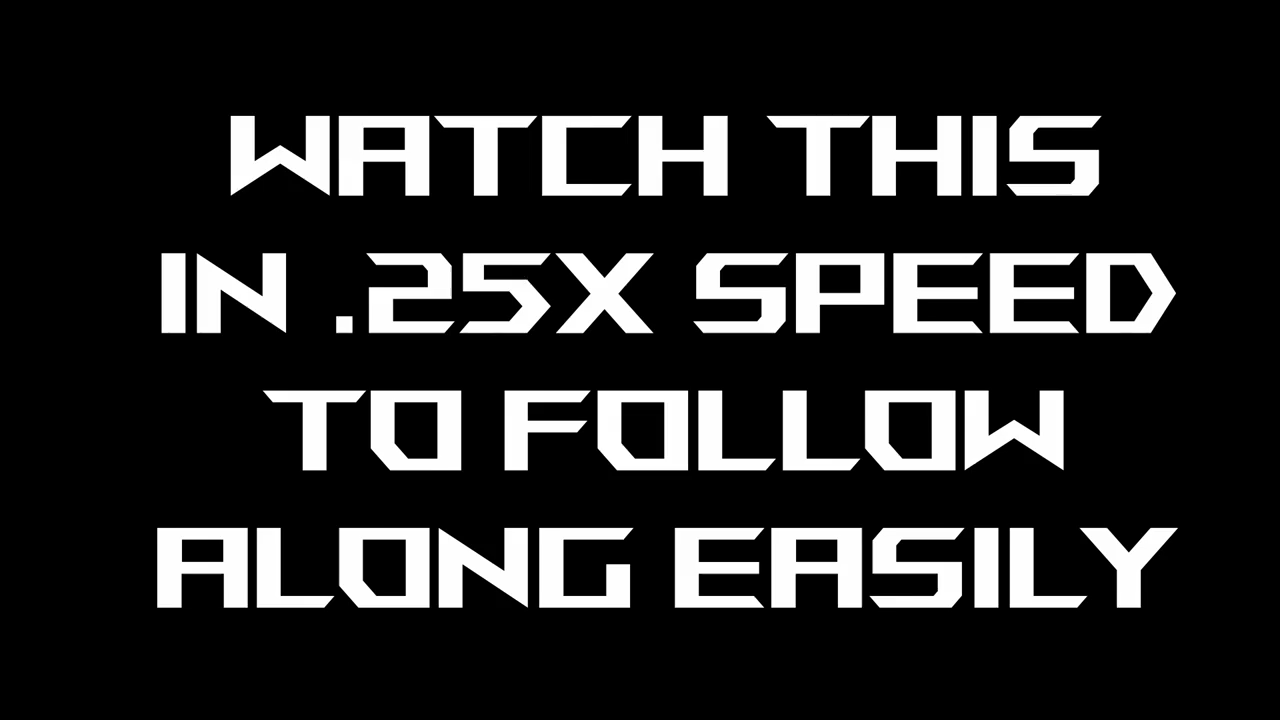 WATCH THIS
IN .25X SPEED
TO FOLLOW
ALONG EASILY